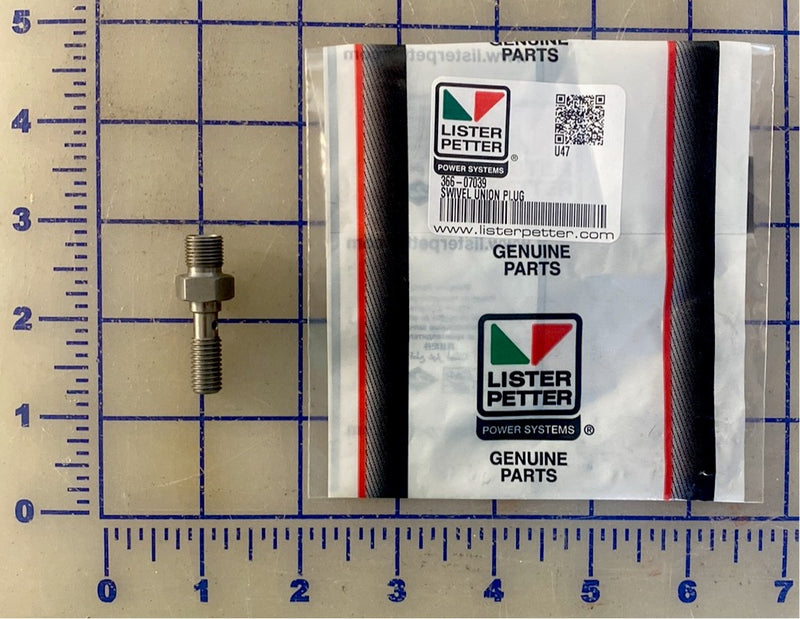 5
4
3
2
1
0
0
1
2
3
4
5
6
7
GENUINE
PARTS
LISTER
PETTER
®
POWER SYSTEMS
U47
366-07039
SWIVEL UNION PLUG
www.listerpetter.com
GENUINE
PARTS
LISTER
PETTER
POWER SYSTEMS ®
GENUINE
PARTS